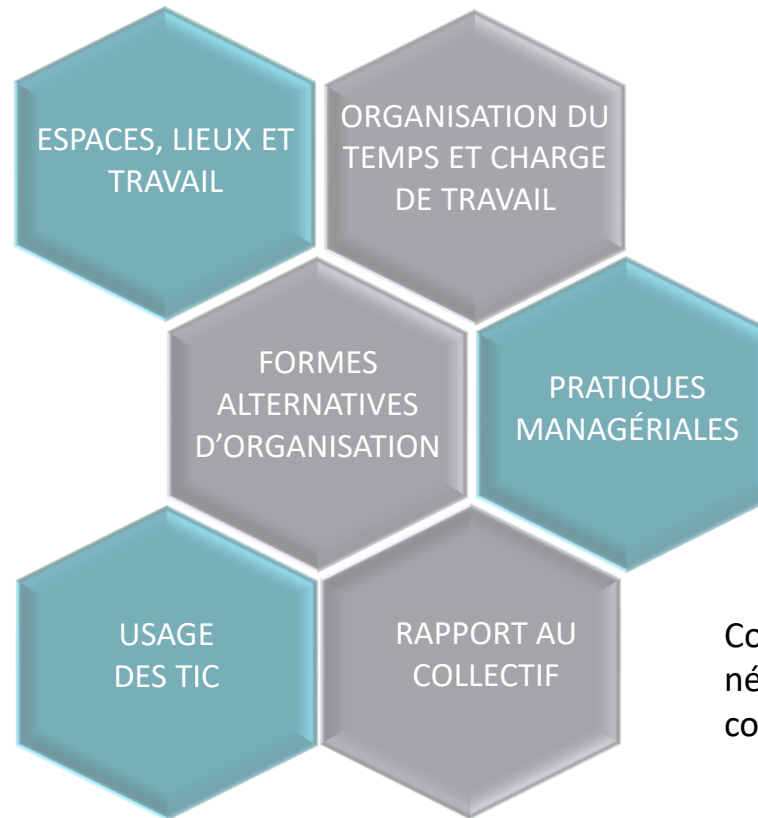 ESPACES, LIEUX ET
TRAVAIL
ORGANISATION DU
TEMPS ET CHARGE
DE TRAVAIL
FORMES
ALTERNATIVES
D’ORGANISATION
PRATIQUES
MANAGÉRIALES
USAGE
DES TIC
RAPPORT AU
COLLECTIF